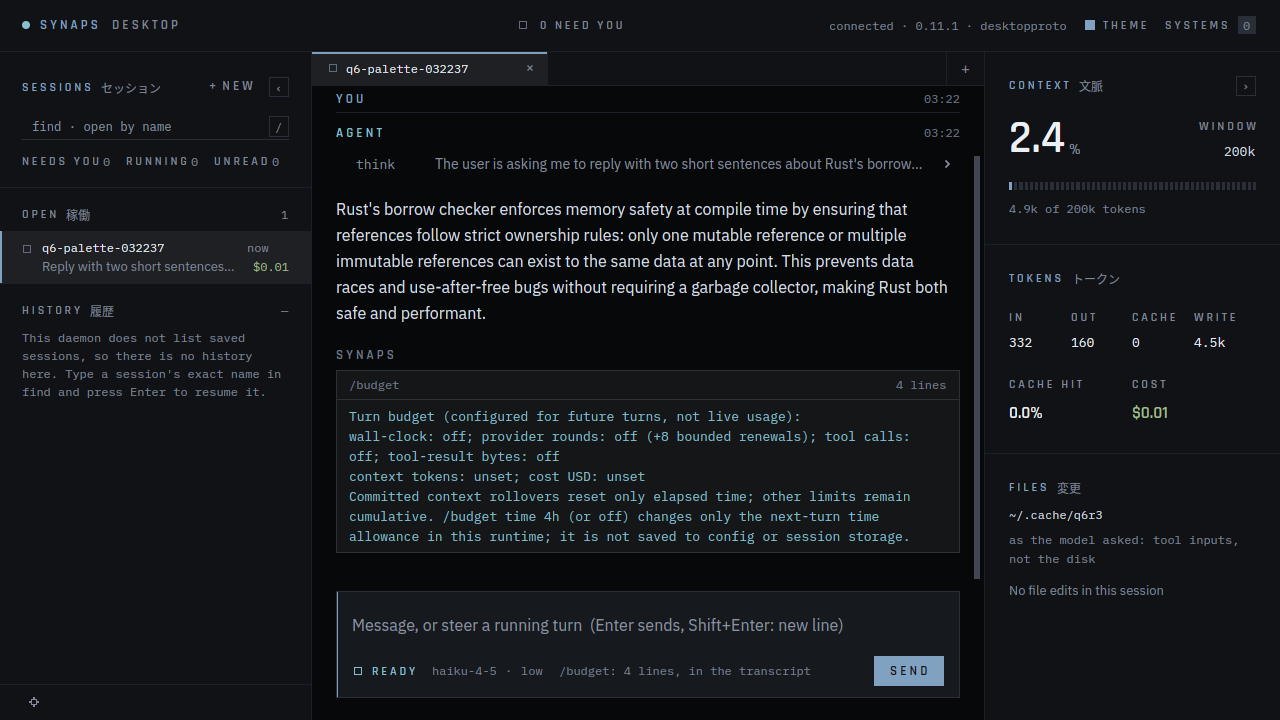 SYNAPS DESKTOP
0 NEED YOU
connected · 0.11.1 · desktopproto
THEME
SYSTEMS 0
SESSIONS セッション
+ NEW
‹
find · open by name
/
NEEDS YOU 0 RUNNING 0 UNREAD 0
OPEN 稼働 1
q6-palette-032237 now
Reply with two short sentences... $0.01
HISTORY 履歴 —
This daemon does not list saved
sessions, so there is no history
here. Type a session's exact name in
find and press Enter to resume it.
q6-palette-032237 ×
+
YOU 03:22
AGENT 03:22
think The user is asking me to reply with two short sentences about Rust's borrow... ›
Rust's borrow checker enforces memory safety at compile time by ensuring that
references follow strict ownership rules: only one mutable reference or multiple
immutable references can exist to the same data at any point. This prevents data
races and use-after-free bugs without requiring a garbage collector, making Rust both
safe and performant.
SYNAPS
/budget 4 lines
Turn budget (configured for future turns, not live usage):
wall-clock: off; provider rounds: off (+8 bounded renewals); tool calls:
off; tool-result bytes: off
context tokens: unset; cost USD: unset
Committed context rollovers reset only elapsed time; other limits remain
cumulative. /budget time 4h (or off) changes only the next-turn time
allowance in this runtime; it is not saved to config or session storage.
Message, or steer a running turn (Enter sends, Shift+Enter: new line)
READY haiku-4-5 · low /budget: 4 lines, in the transcript
SEND
CONTEXT 文脈
›
2.4 %
WINDOW
200k
4.9k of 200k tokens
TOKENS トークン
IN OUT CACHE WRITE
332 160 0 4.5k
CACHE HIT COST
0.0% $0.01
FILES 変更
~/.cache/q6r3
as the model asked: tool inputs,
not the disk
No file edits in this session